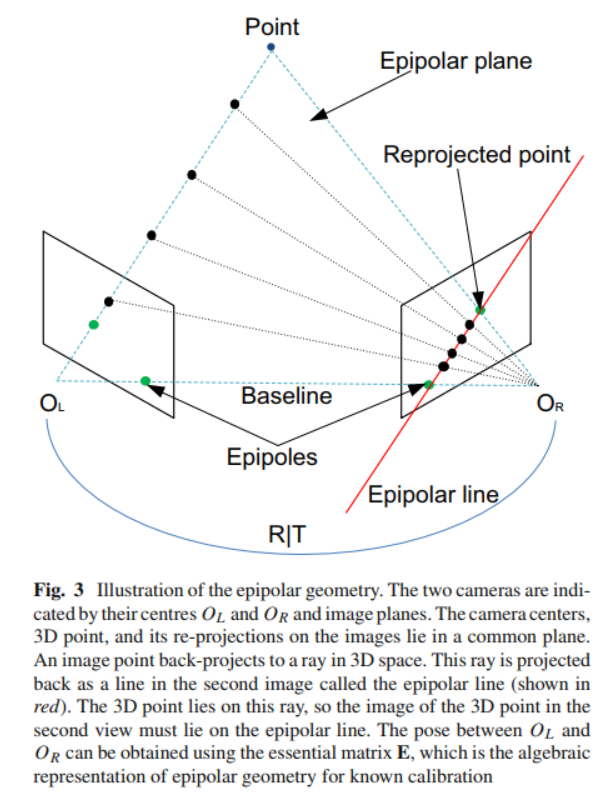 Point
Epipolar plane
Reprojected point
Baseline
OL
OR
Epipoles
Epipolar line
R|T
Fig. 3 Illustration of the epipolar geometry. The two cameras are indi-
cated by their centres OL and OR and image planes. The camera centers,
3D point, and its re-projections on the images lie in a common plane.
An image point back-projects to a ray in 3D space. This ray is projected
back as a line in the second image called the epipolar line (shown in
red). The 3D point lies on this ray, so the image of the 3D point in the
second view must lie on the epipolar line. The pose between OL and
OR can be obtained using the essential matrix E, which is the algebraic
representation of epipolar geometry for known calibration